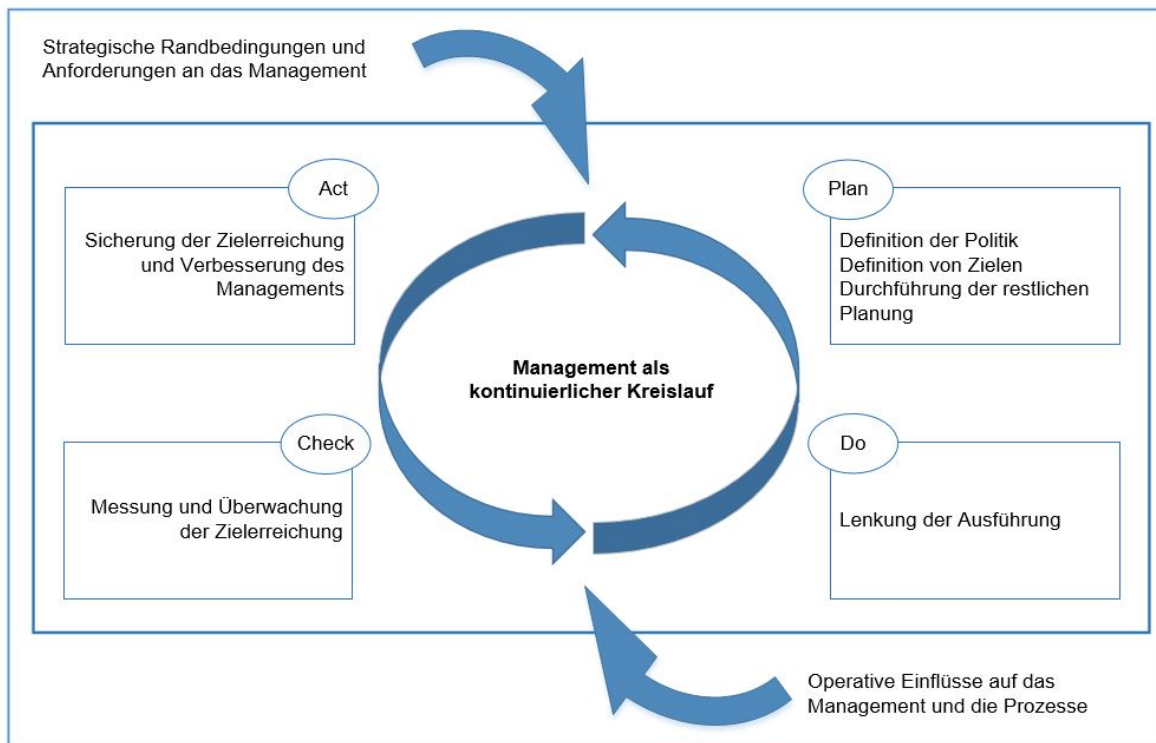 Strategische Randbedingungen und
Anforderungen an das Management
Act
Sicherung der Zielerreichung
und Verbesserung des
Managements
Plan
Definition der Politik
Definition von Zielen
Durchführung der restlichen
Planung
Management als
kontinuierlicher Kreislauf
Check
Messung und Überwachung
der Zielerreichung
Do
Lenkung der Ausführung
Operative Einflüsse auf das
Management und die Prozesse